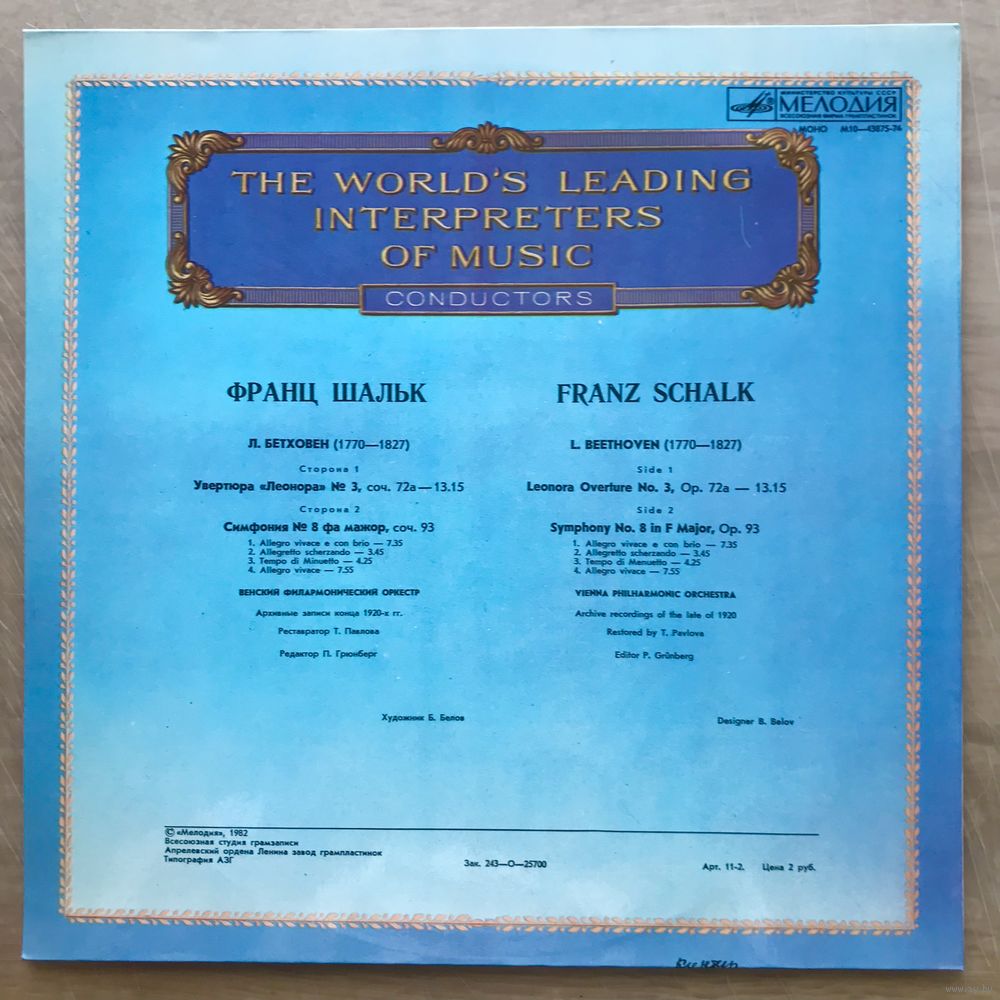 МИНИСТЕРСТВО КУЛЬТУРЫ СССР
МЕЛОДИЯ
ВСЕСОЮЗНАЯ ФИРМА ГРАМПЛАСТИНОК
МОНО М10—43875-76
THE WORLD'S LEADING
INTERPRETERS
OF MUSIC
CONDUCTORS
ФРАНЦ ШАЛЬК
Л. БЕТХОВЕН (1770—1827)
Сторона 1
Увертюра «Леонора» № 3, соч. 72а — 13.15
Сторона 2
Симфония № 8 фа мажор, соч. 93
1. Allegro vivace e con brio — 7.35
2. Allegretto scherzando — 3.45
3. Tempo di Minuetto — 4.25
4. Allegro vivace — 7.55
ВЕНСКИЙ ФИЛАРМОНИЧЕСКИЙ ОРКЕСТР
Архивные записи конца 1920-х гг.
Реставратор Т. Павлова
Редактор П. Грюнберг
Художник Б. Белов
FRANZ SCHALK
L. BEETHOVEN (1770—1827)
Side 1
Leonora Overture No. 3, Op. 72a — 13.15
Side 2
Symphony No. 8 in F Major, Op. 93
1. Allegro vivace e con brio — 7.35
2. Allegretto scherzando — 3.45
3. Tempo di Menuetto — 4.25
4. Allegro vivace — 7.55
VIENNA PHILHARMONIC ORCHESTRA
Archive recordings of the late of 1920
Restored by T. Pavlova
Editor P. Grünberg
Designer B. Belov
© «Мелодия», 1982
Всесоюзная студия грамзаписи
Апрелевский ордена Ленина завод грампластинок
Типография АЗГ
Зак. 243—О—25700
Арт. 11-2. Цена 2 руб.